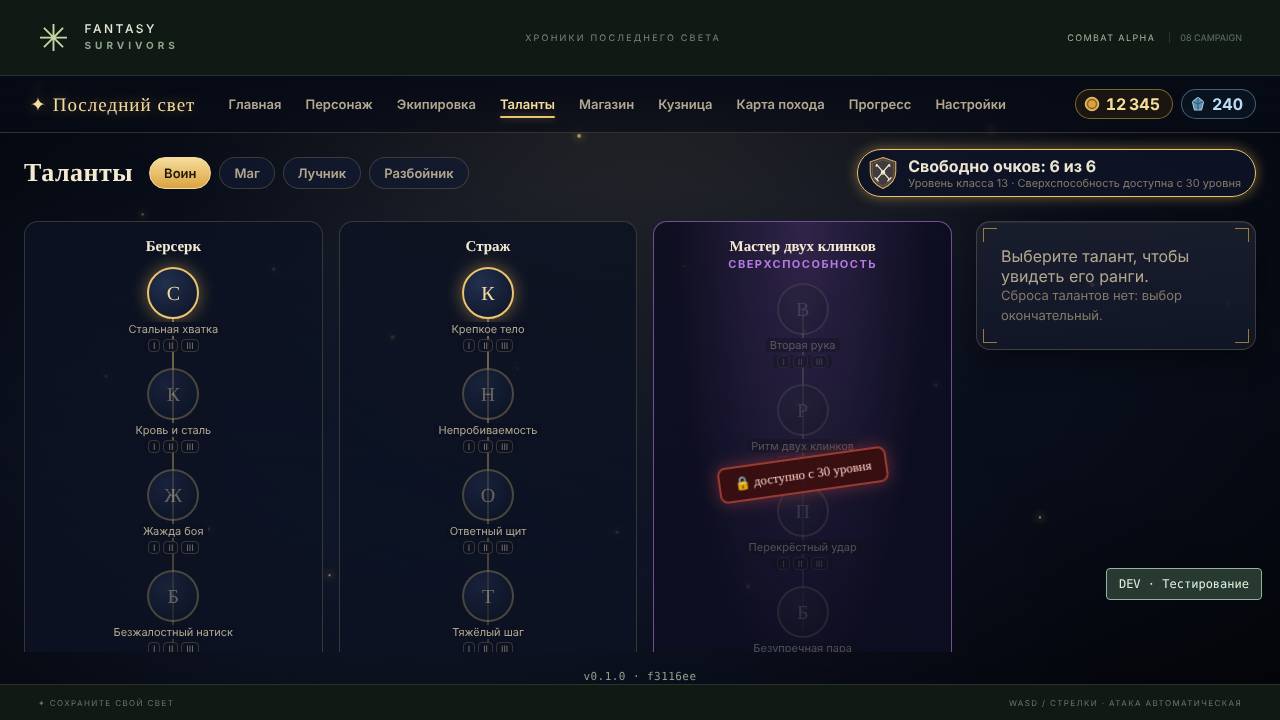 FANTASY
SURVIVORS
ХРОНИКИ ПОСЛЕДНЕГО СВЕТА
COMBAT ALPHA
08 CAMPAIGN
✦ Последний свет
Главная
Персонаж
Экипировка
Таланты
Магазин
Кузница
Карта похода
Прогресс
Настройки
12 345
240
Таланты
Воин
Маг
Лучник
Разбойник
Свободно очков: 6 из 6
Уровень класса 13 · Сверхспособность доступна с 30 уровня
Берсерк
С
Стальная хватка
I II III
К
Кровь и сталь
I II III
Ж
Жажда боя
I II III
Б
Безжалостный натиск
I II III
Страж
К
Крепкое тело
I II III
Н
Непробиваемость
I II III
О
Ответный щит
I II III
Т
Тяжёлый шаг
I II III
Мастер двух клинков
СВЕРХСПОСОБНОСТЬ
В
Вторая рука
I II III
Р
Ритм двух клинков
🔒 доступно с 30 уровня
П
Перекрёстный удар
I II III
Б
Безупречная пара
Выберите талант, чтобы
увидеть его ранги.
Сброса талантов нет: выбор
окончательный.
DEV · Тестирование
v0.1.0 · f3116ee
✦ СОХРАНИТЕ СВОЙ СВЕТ
WASD / СТРЕЛКИ · АТАКА АВТОМАТИЧЕСКАЯ